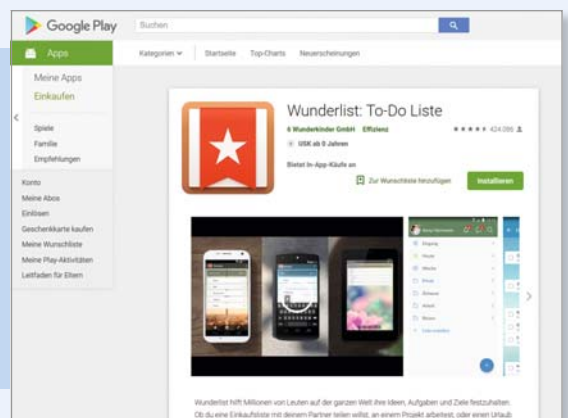 Google Play
Suchen
Apps
Kategorien
Startseite
Top-Charts
Neuerscheinungen
Meine Apps
Einkaufen
Spiele
Familie
Empfehlungen
Konto
Meine Abos
Einlösen
Geschenkkarte kaufen
Meine Wunschliste
Meine Play-Aktivitäten
Leitfaden für Eltern
Wunderlist: To-Do Liste
6 Wunderkinder GmbH Effizienz
424.086
USK ab 0 Jahren
Bietet In-App-Käufe an
Zur Wunschliste hinzufügen
Installieren
Wunderlist hilft Millionen von Leuten auf der ganzen Welt ihre Ideen, Aufgaben und Ziele festzuhalten.
Ob du eine Einkaufsliste mit deinem Partner teilen willst, an einem Projekt arbeitest, oder einen Urlaub